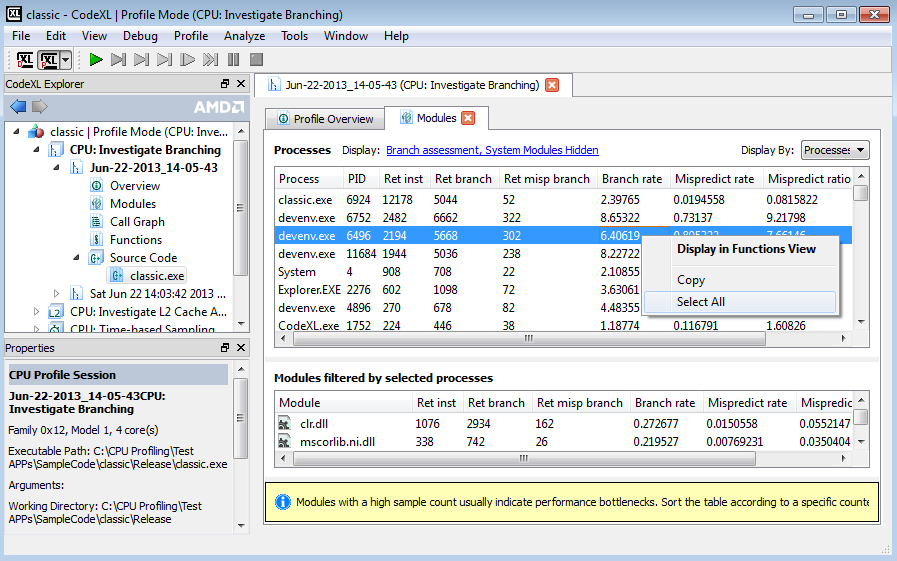 classic - CodeXL | Profile Mode (CPU: Investigate Branching)
File Edit View Debug Profile Analyze Tools Window Help
CodeXL Explorer
AMD
classic | Profile Mode (CPU: Inve...
CPU: Investigate Branching
Jun-22-2013_14-05-43
Overview
Modules
Call Graph
Functions
Source Code
classic.exe
Sat Jun 22 14:03:42 2013 ...
CPU: Investigate L2 Cache A...
CPU: Time-based Sampling
Properties
CPU Profile Session
Jun-22-2013_14-05-43CPU:
Investigate Branching
Family 0x12, Model 1, 4 core(s)
Executable Path: C:\CPU Profiling\Test
APPs\SampleCode\classic\Release\classic.exe
Arguments:
Working Directory: C:\CPU Profiling\Test
APPs\SampleCode\classic\Release
Jun-22-2013_14-05-43 (CPU: Investigate Branching)
Profile Overview Modules
Processes Display: Branch assessment, System Modules Hidden Display By: Processes
Process PID Ret inst Ret branch Ret misp branch Branch rate Mispredict rate Mispredict ratio
classic.exe 6924 12178 5044 52 2.39765 0.0194558 0.0815822
devenv.exe 6752 2482 6662 322 8.65322 0.73137 9.21798
devenv.exe 6496 2194 5668 302 6.40619
devenv.exe 11684 1944 5036 238 8.22722
System 4 908 708 22 2.10855
Explorer.EXE 2276 602 1098 72 3.63061
devenv.exe 4896 270 678 82 4.48355
CodeXL.exe 1752 224 446 38 1.18774 0.116791 1.60826
Display in Functions View
Copy
Select All
Modules filtered by selected processes
Module Ret inst Ret branch Ret misp branch Branch rate Mispredict rate Mispredic
clr.dll 1076 2934 162 0.272677 0.0150558 0.0552147
mscorlib.ni.dll 338 742 26 0.219527 0.00769231 0.0350404
Modules with a high sample count usually indicate performance bottlenecks. Sort the table according to a specific counte